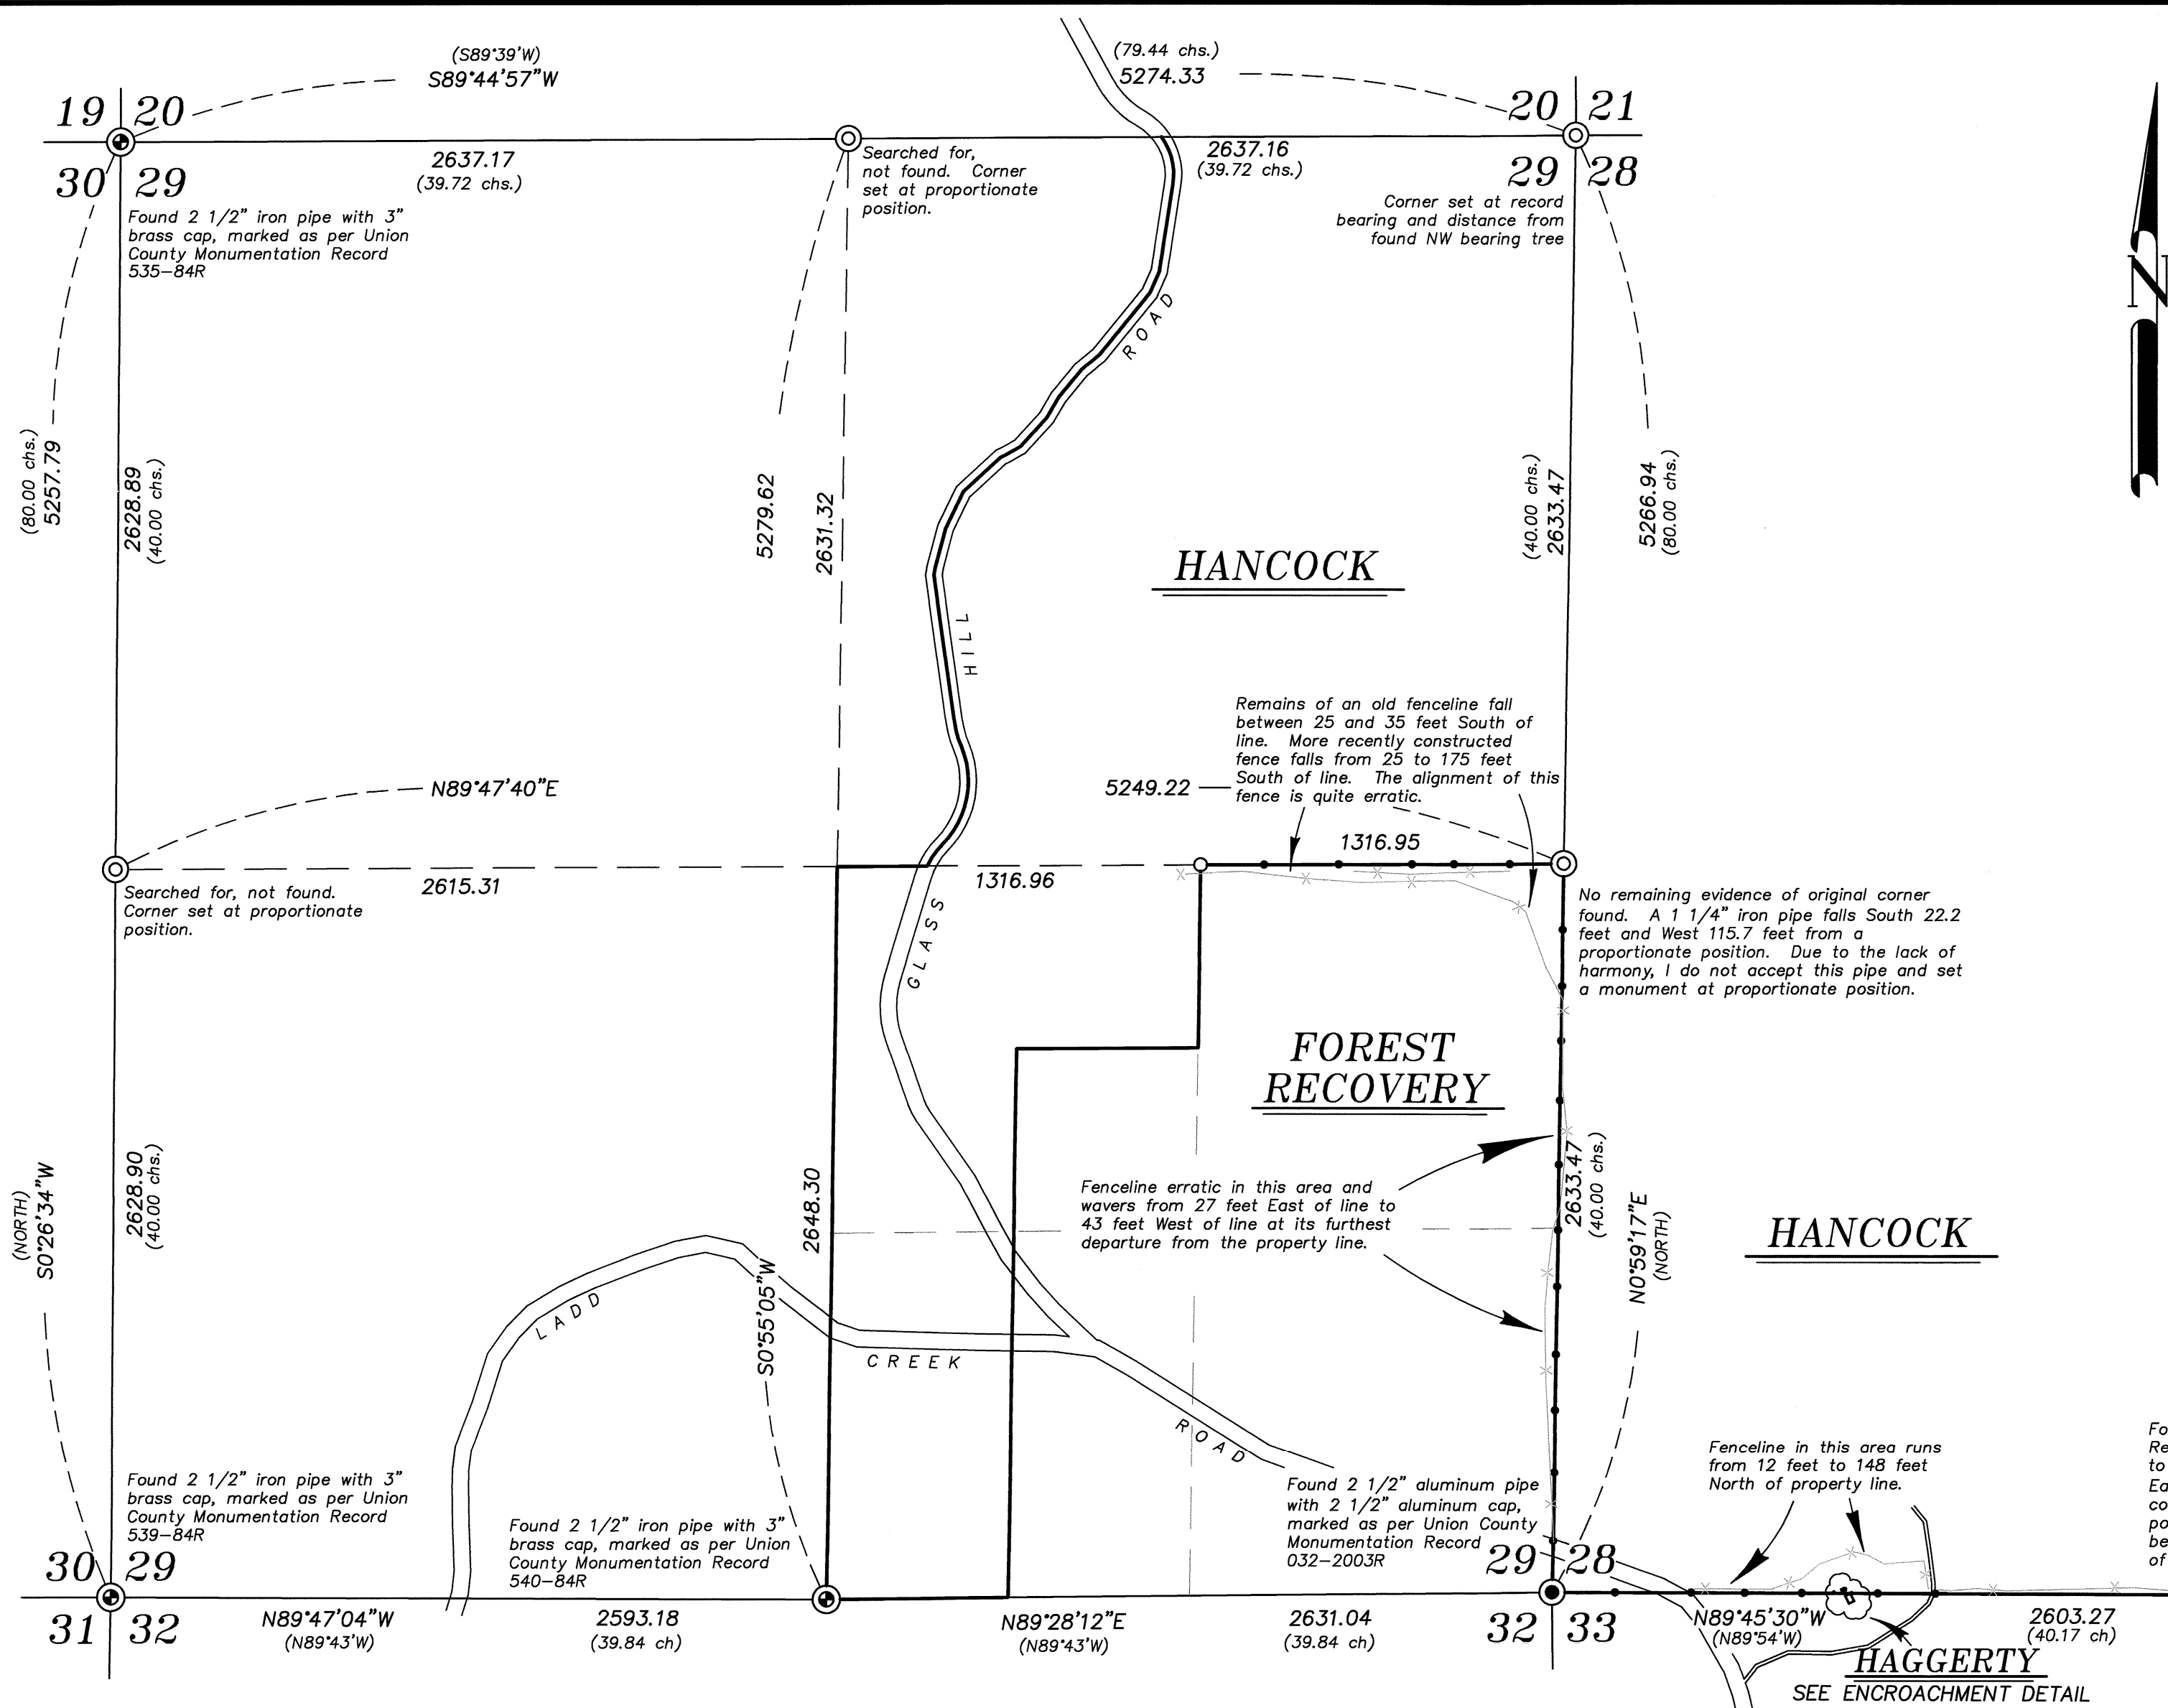 (S89°39'W)
S89°44'57"W
(79.44 chs.)
5274.33
19 20
30 29
20 21
29 28
2637.17
(39.72 chs.)
Searched for,
not found. Corner
set at proportionate
position.
2637.16
(39.72 chs.)
Corner set at record
bearing and distance from
found NW bearing tree
Found 2 1/2" iron pipe with 3"
brass cap, marked as per Union
County Monumentation Record
535-84R
N
ROAD
(80.00 chs.)
5257.79
2628.89
(40.00 chs.)
5279.62
2631.32
(40.00 chs.)
2633.47
5266.94
(80.00 chs.)
HANCOCK
HILL
Remains of an old fenceline fall
between 25 and 35 feet South of
line. More recently constructed
fence falls from 25 to 175 feet
South of line. The alignment of this
fence is quite erratic.
N89°47'40"E
5249.22
1316.95
2615.31
1316.96
Searched for, not found.
Corner set at proportionate
position.
No remaining evidence of original corner
found. A 1 1/4" iron pipe falls South 22.2
feet and West 115.7 feet from a
proportionate position. Due to the lack of
harmony, I do not accept this pipe and set
a monument at proportionate position.
GLASS
FOREST
RECOVERY
(NORTH)
S0°26'34"W
2628.90
(40.00 chs.)
2648.30
S0°55'05"W
Fenceline erratic in this area and
wavers from 27 feet East of line to
43 feet West of line at its furthest
departure from the property line.
2633.47
(40.00 chs.)
N0°59'17"E
(NORTH)
HANCOCK
LADD
CREEK
ROAD
Found 2 1/2" iron pipe with 3"
brass cap, marked as per Union
County Monumentation Record
539-84R
Found 2 1/2" iron pipe with 3"
brass cap, marked as per Union
County Monumentation Record
540-84R
Found 2 1/2" aluminum pipe
with 2 1/2" aluminum cap,
marked as per Union County
Monumentation Record
032-2003R
Fenceline in this area runs
from 12 feet to 148 feet
North of property line.
to
of
30 29
31 32
29 28
32 33
N89°47'04"W
(N89°43'W)
2593.18
(39.84 ch)
N89°28'12"E
(N89°43'W)
2631.04
(39.84 ch)
N89°45'30"W
(N89°54'W)
2603.27
(40.17 ch)
HAGGERTY
SEE ENCROACHMENT DETAIL